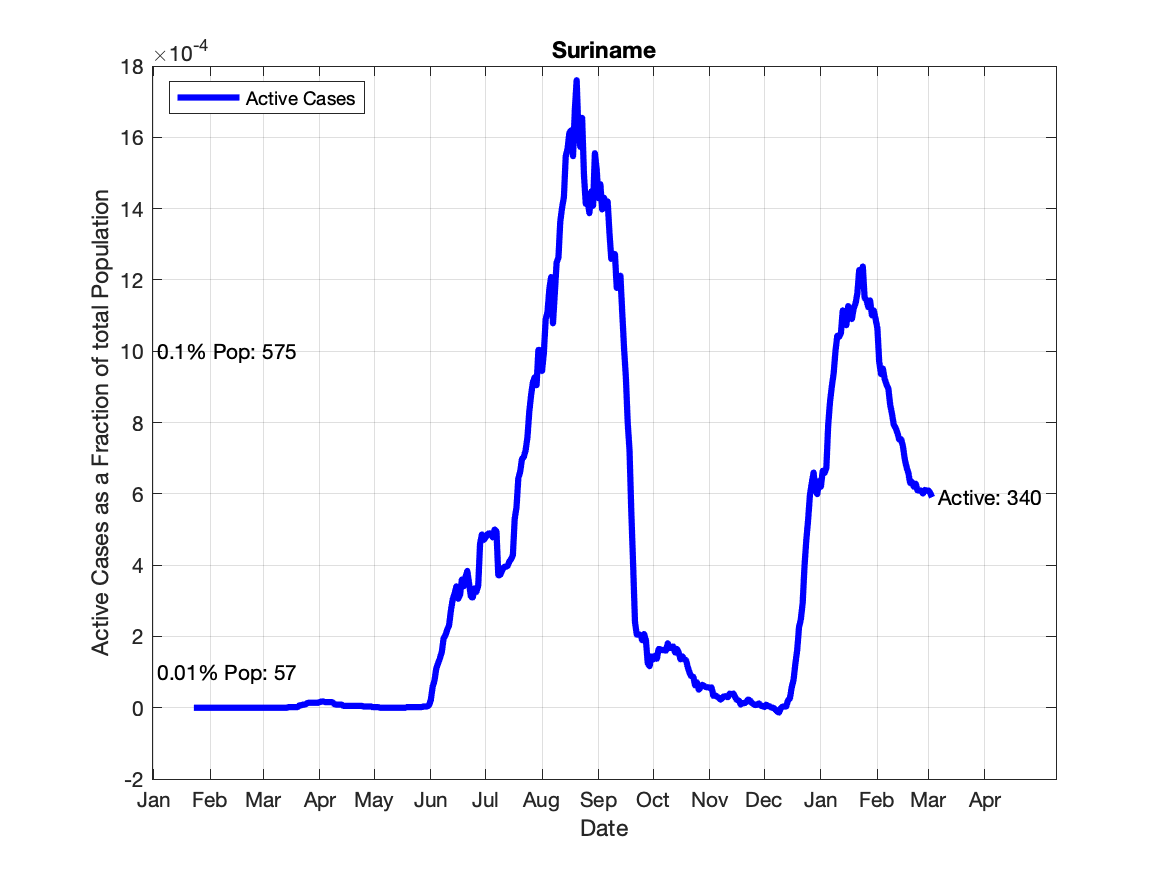 Suriname
×10-4
18
16
14
12
10
8
6
4
2
0
-2
Active Cases
0.1% Pop: 575
0.01% Pop: 57
Active: 340
Active Cases as a Fraction of total Population
Jan Feb Mar Apr May Jun Jul Aug Sep Oct Nov Dec Jan Feb Mar Apr
Date